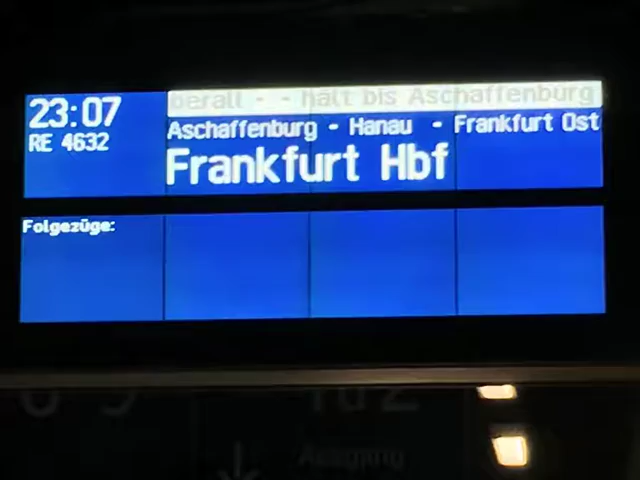 23:07
RE 4632
berall - - hält bis Aschaffenburg
Aschaffenburg - Hanau - Frankfurt Ost
Frankfurt Hbf
Folgezüge:
Ausgang